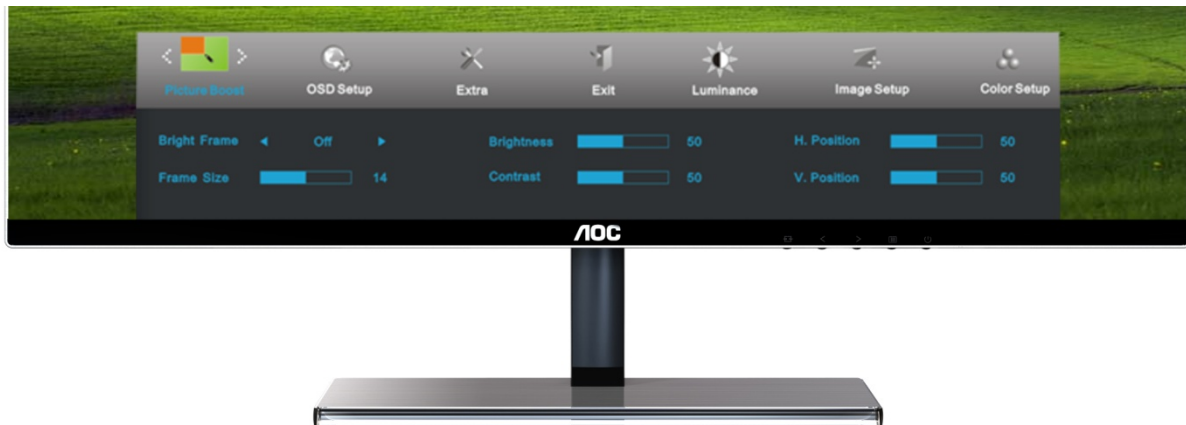 Picture Boost OSD Setup Extra Exit Luminance Image Setup Color Setup
Bright Frame Off Brightness 50 H. Position 50
Frame Size 14 Contrast 50 V. Position 50
AOC